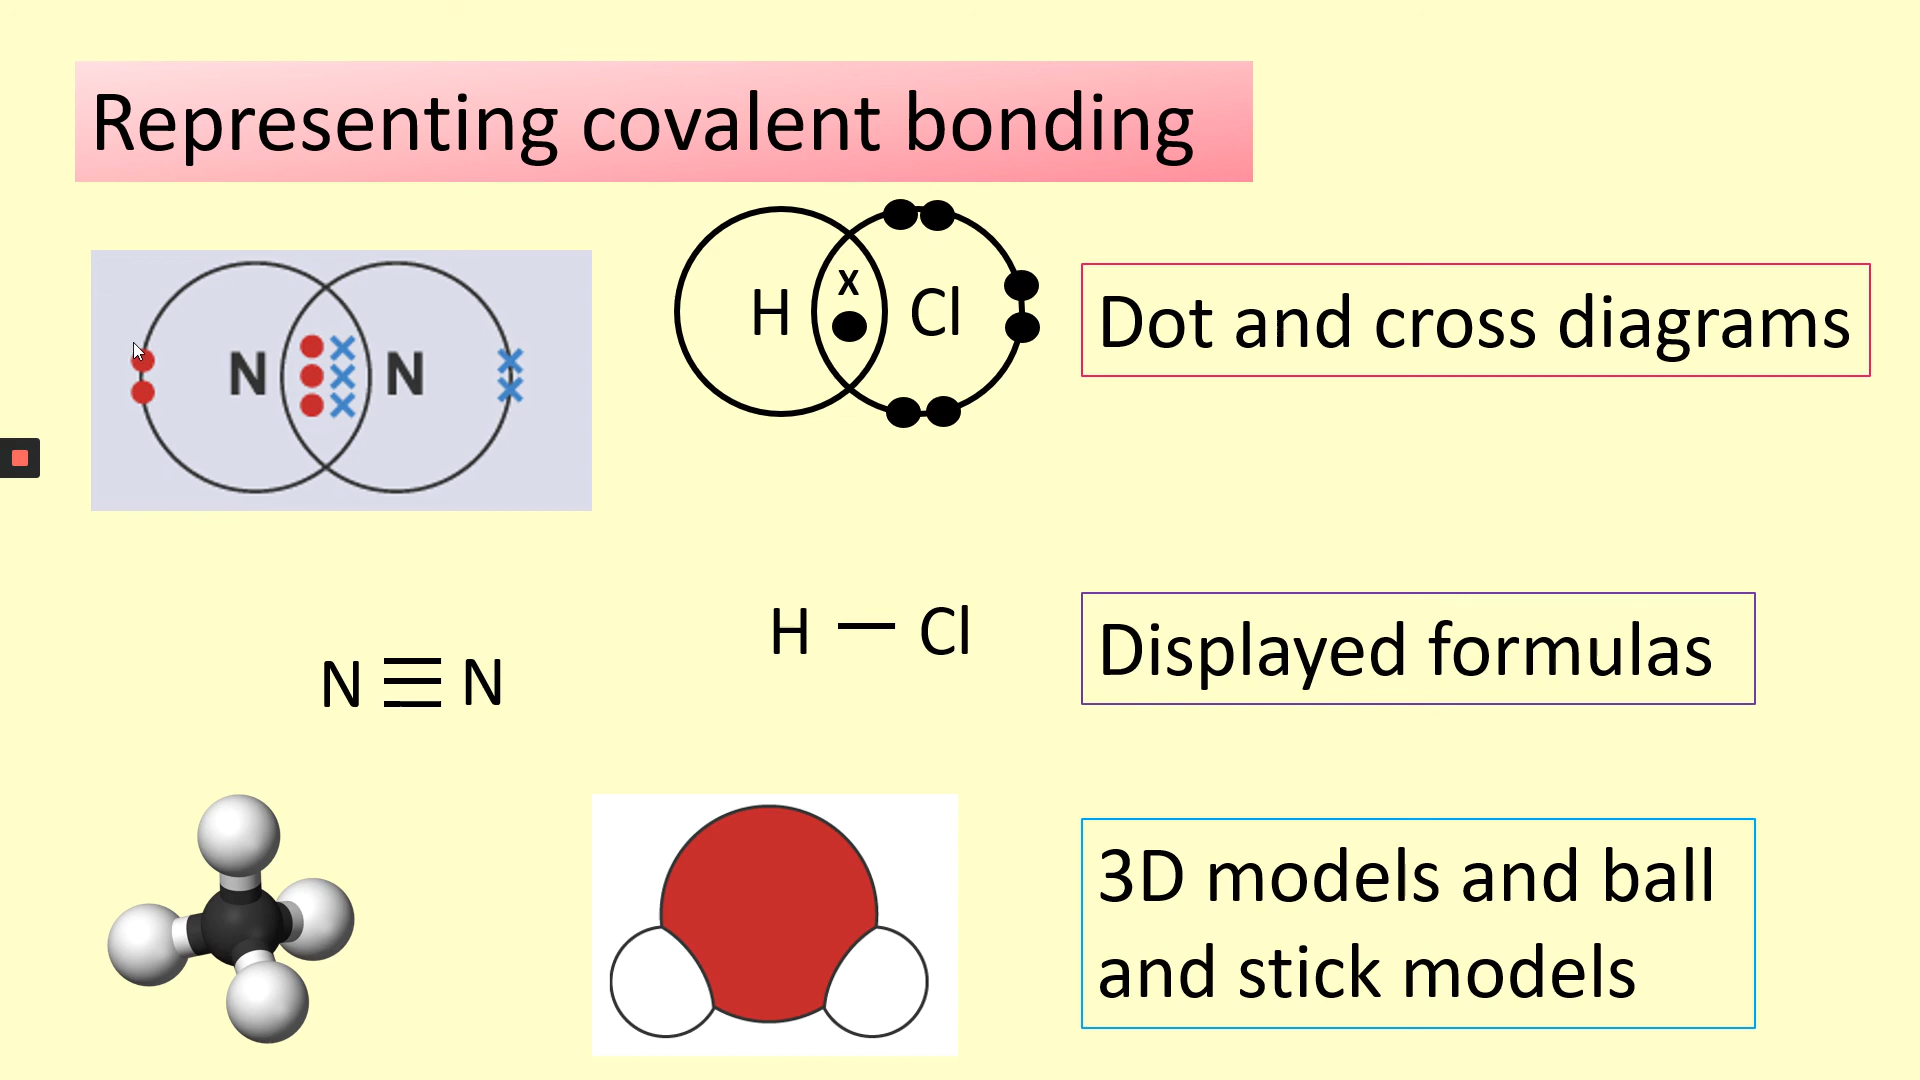 Representing covalent bonding
N N
H x Cl
Dot and cross diagrams
N ≡ N
H — Cl
Displayed formulas
3D models and ball
and stick models